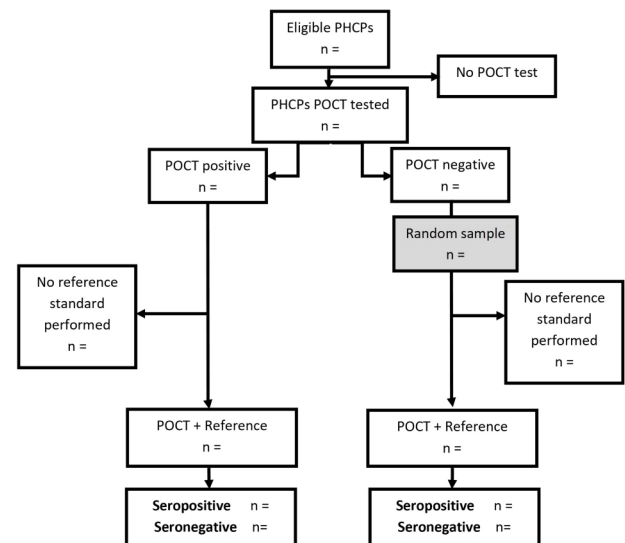 Eligible PHCPs
n =
No POCT test
PHCPs POCT tested
n =
POCT positive
n =
POCT negative
n =
Random sample
n =
No reference
standard
performed
n =
No reference
standard
performed
n =
POCT + Reference
n =
POCT + Reference
n =
Seropositive n =
Seronegative n=
Seropositive n =
Seronegative n=